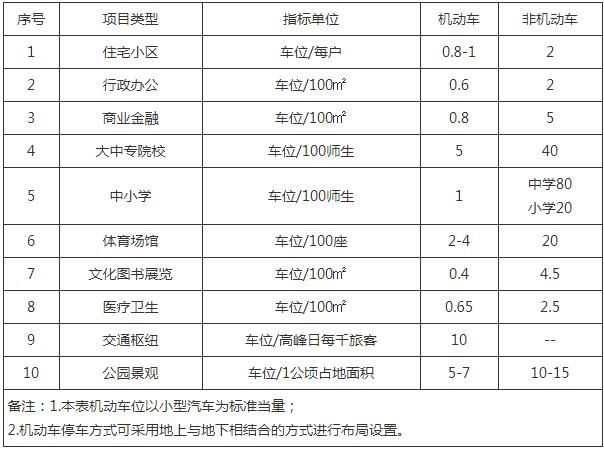 序号 项目类型 指标单位 机动车 非机动车
1 住宅小区 车位/每户 0.8-1 2
2 行政办公 车位/100㎡ 0.6 2
3 商业金融 车位/100㎡ 0.8 5
4 大中专院校 车位/100师生 5 40
5 中小学 车位/100师生 1 中学80
小学20
6 体育场馆 车位/100座 2-4 20
7 文化图书展览 车位/100㎡ 0.4 4.5
8 医疗卫生 车位/100㎡ 0.65 2.5
9 交通枢纽 车位/高峰日每千旅客 10 --
10 公园景观 车位/1公顷占地面积 5-7 10-15
备注：1.本表机动车位以小型汽车为标准当量；
2.机动车停车方式可采用地上与地下相结合的方式进行布局设置。